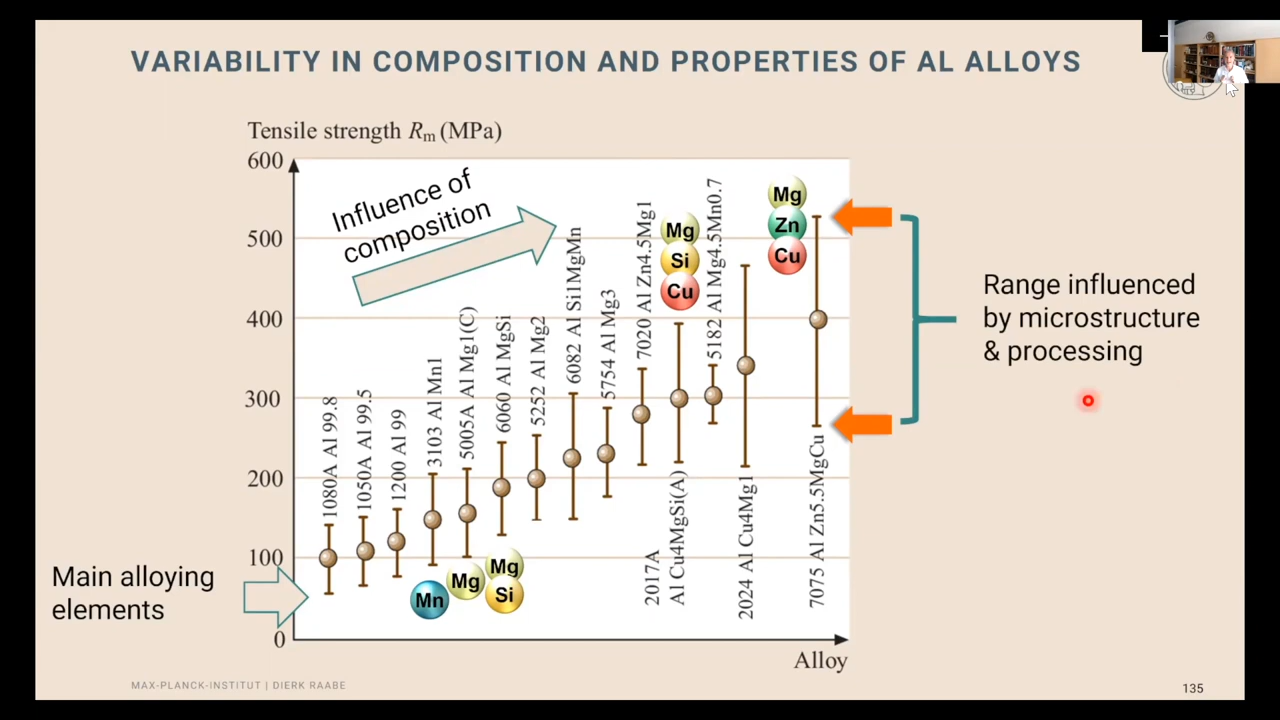 VARIABILITY IN COMPOSITION AND PROPERTIES OF AL ALLOYS
Tensile strength Rm (MPa)
600
500
400
300
200
100
0
Influence of
composition
1080A Al 99.8
1050A Al 99.5
1200 Al 99
3103 Al Mn1
5005A Al Mg1(C)
6060 Al MgSi
5252 Al Mg2
6082 Al Si1MgMn
5754 Al Mg3
7020 Al Zn4.5Mg1
2017A
Al Cu4MgSi(A)
5182 Al Mg4.5Mn0.7
2024 Al Cu4Mg1
7075 Al Zn5.5MgCu
Mn
Mg
Mg
Si
Mg
Si
Cu
Mg
Zn
Cu
Range influenced
by microstructure
& processing
Main alloying
elements
Alloy
MAX-PLANCK-INSTITUT | DIERK RAABE
135